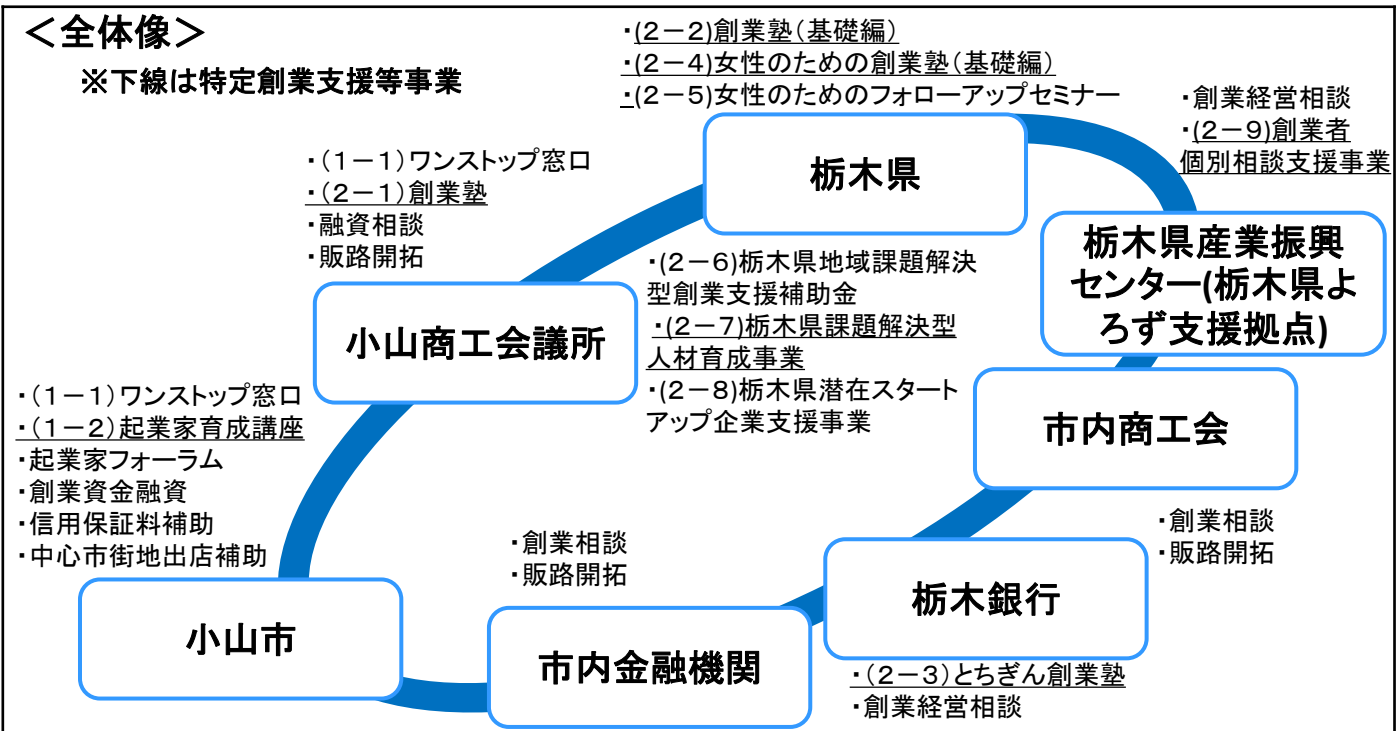 ＜全体像＞
※下線は特定創業支援等事業
・(2－2)創業塾(基礎編)
・(2－4)女性のための創業塾(基礎編)
・(2－5)女性のためのフォローアップセミナー
栃木県
・創業経営相談
・(2－9)創業者
個別相談支援事業
栃木県産業振興
センター(栃木県よ
ろず支援拠点)
・(1－1)ワンストップ窓口
・(2－1)創業塾
・融資相談
・販路開拓
小山商工会議所
・(2－6)栃木県地域課題解決
型創業支援補助金
・(2－7)栃木県課題解決型
人材育成事業
・(2－8)栃木県潜在スタート
アップ企業支援事業
市内商工会
・創業相談
・販路開拓
・(1－1)ワンストップ窓口
・(1－2)起業家育成講座
・起業家フォーラム
・創業資金融資
・信用保証料補助
・中心市街地出店補助
小山市
・創業相談
・販路開拓
市内金融機関
栃木銀行
・(2－3)とちぎん創業塾
・創業経営相談